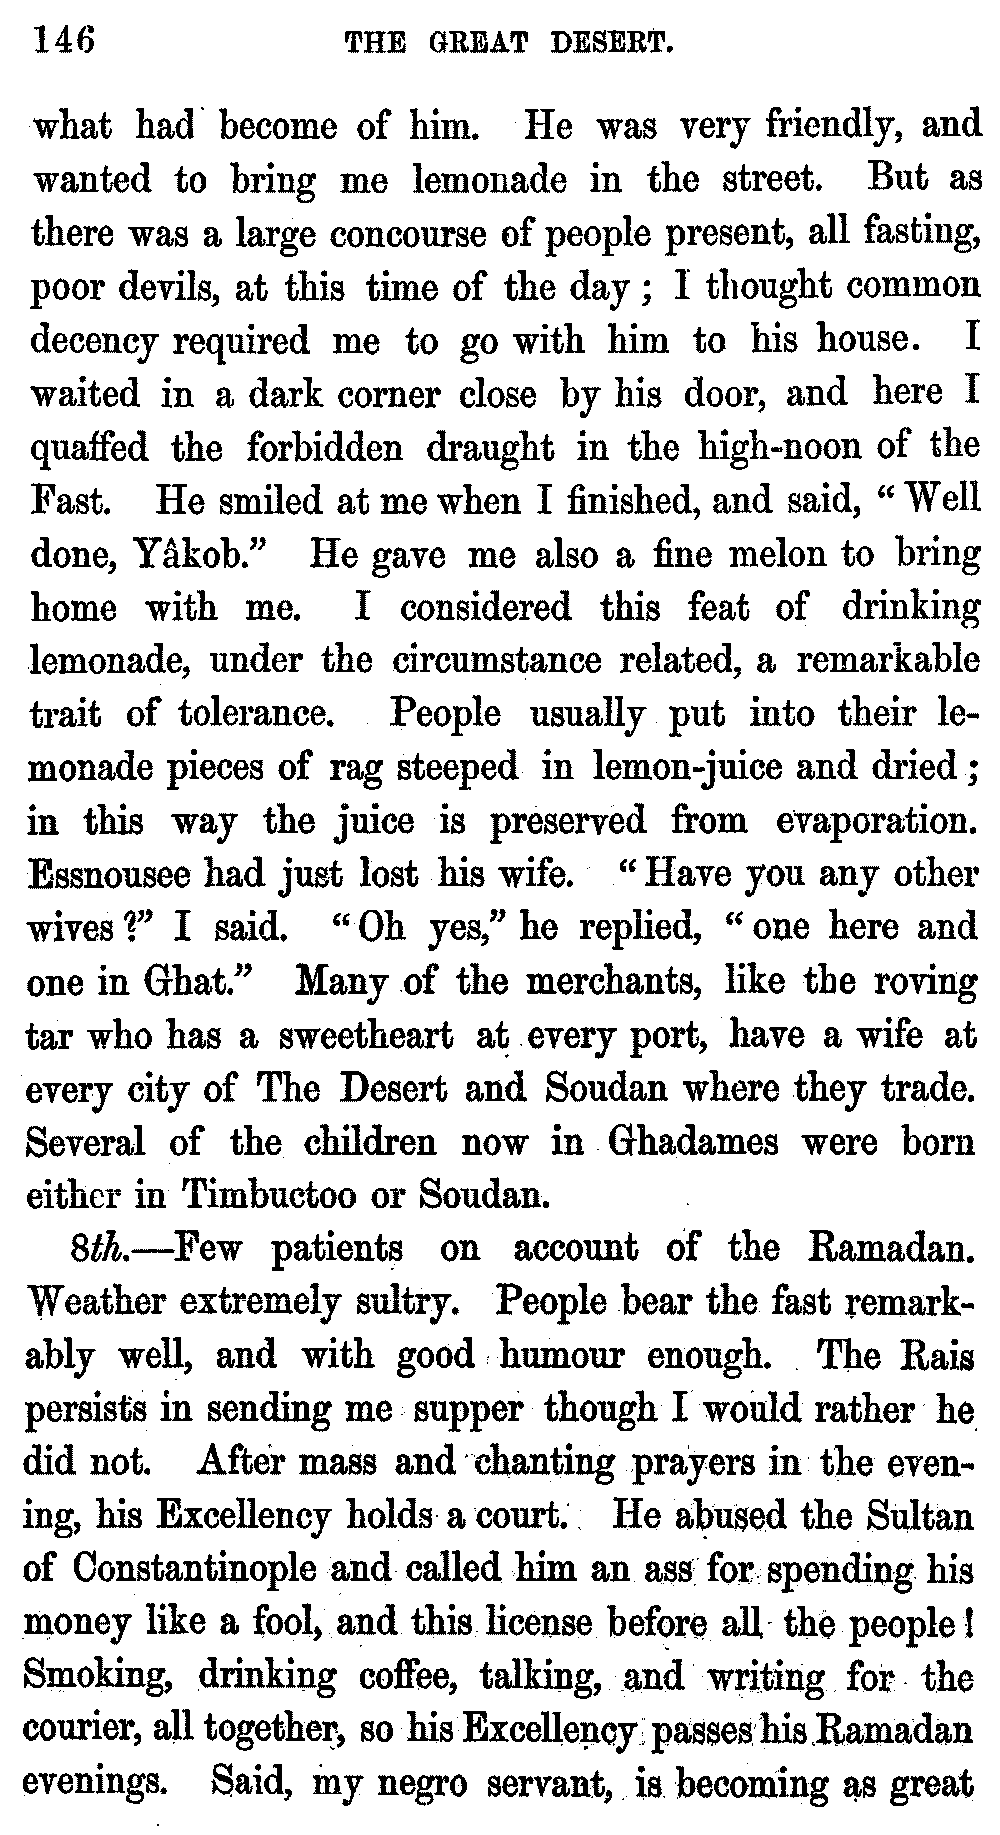 146 THE GREAT DESERT.
what had become of him. He was very friendly, and
wanted to bring me lemonade in the street. But as
there was a large concourse of people present, all fasting,
poor devils, at this time of the day ; I thought common
decency required me to go with him to his house. I
waited in a dark corner close by his door, and here I
quaffed the forbidden draught in the high-noon of the
Fast. He smiled at me when I finished, and said, “ Well
done, Yâkob.” He gave me also a fine melon to bring
home with me. I considered this feat of drinking
lemonade, under the circumstance related, a remarkable
trait of tolerance. People usually put into their le-
monade pieces of rag steeped in lemon-juice and dried ;
in this way the juice is preserved from evaporation.
Essnousee had just lost his wife. “ Have you any other
wives ?” I said. “ Oh yes,” he replied, “ one here and
one in Ghat.” Many of the merchants, like the roving
tar who has a sweetheart at every port, have a wife at
every city of The Desert and Soudan where they trade.
Several of the children now in Ghadames were born
either in Timbuctoo or Soudan.
8th.—Few patients on account of the Ramadan.
Weather extremely sultry. People bear the fast remark-
ably well, and with good humour enough. The Rais
persists in sending me supper though I would rather he
did not. After mass and chanting prayers in the even-
ing, his Excellency holds a court. He abused the Sultan
of Constantinople and called him an ass for spending his
money like a fool, and this license before all the people !
Smoking, drinking coffee, talking, and writing for the
courier, all together, so his Excellency passes his Ramadan
evenings. Said, my negro servant, is becoming as great